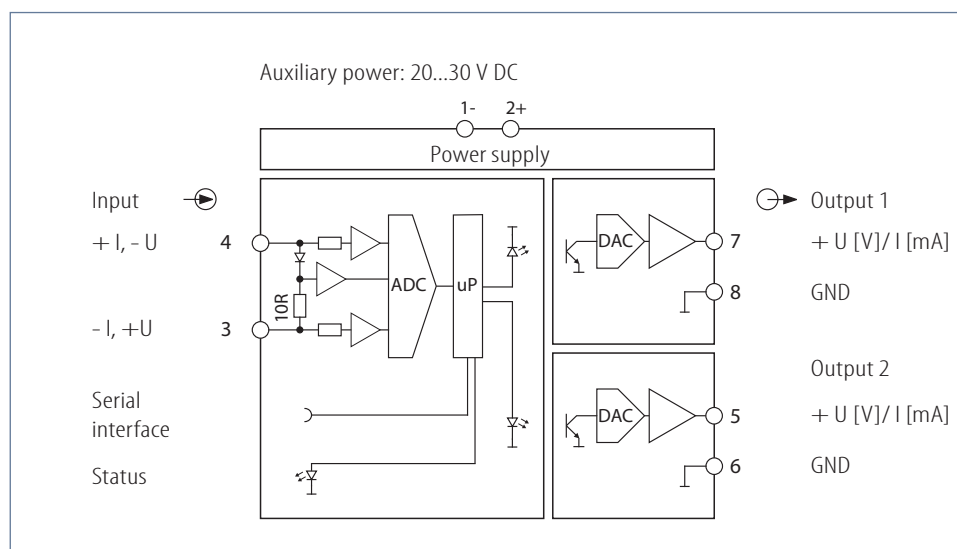 Auxiliary power: 20...30 V DC
1-
2+
Power supply
Input
Output 1
+ I, - U
4
ADC
uP
DAC
7
+ U [V]/ I [mA]
10R
8
GND
- I, +U
3
Output 2
Serial
interface
DAC
5
+ U [V]/ I [mA]
Status
6
GND